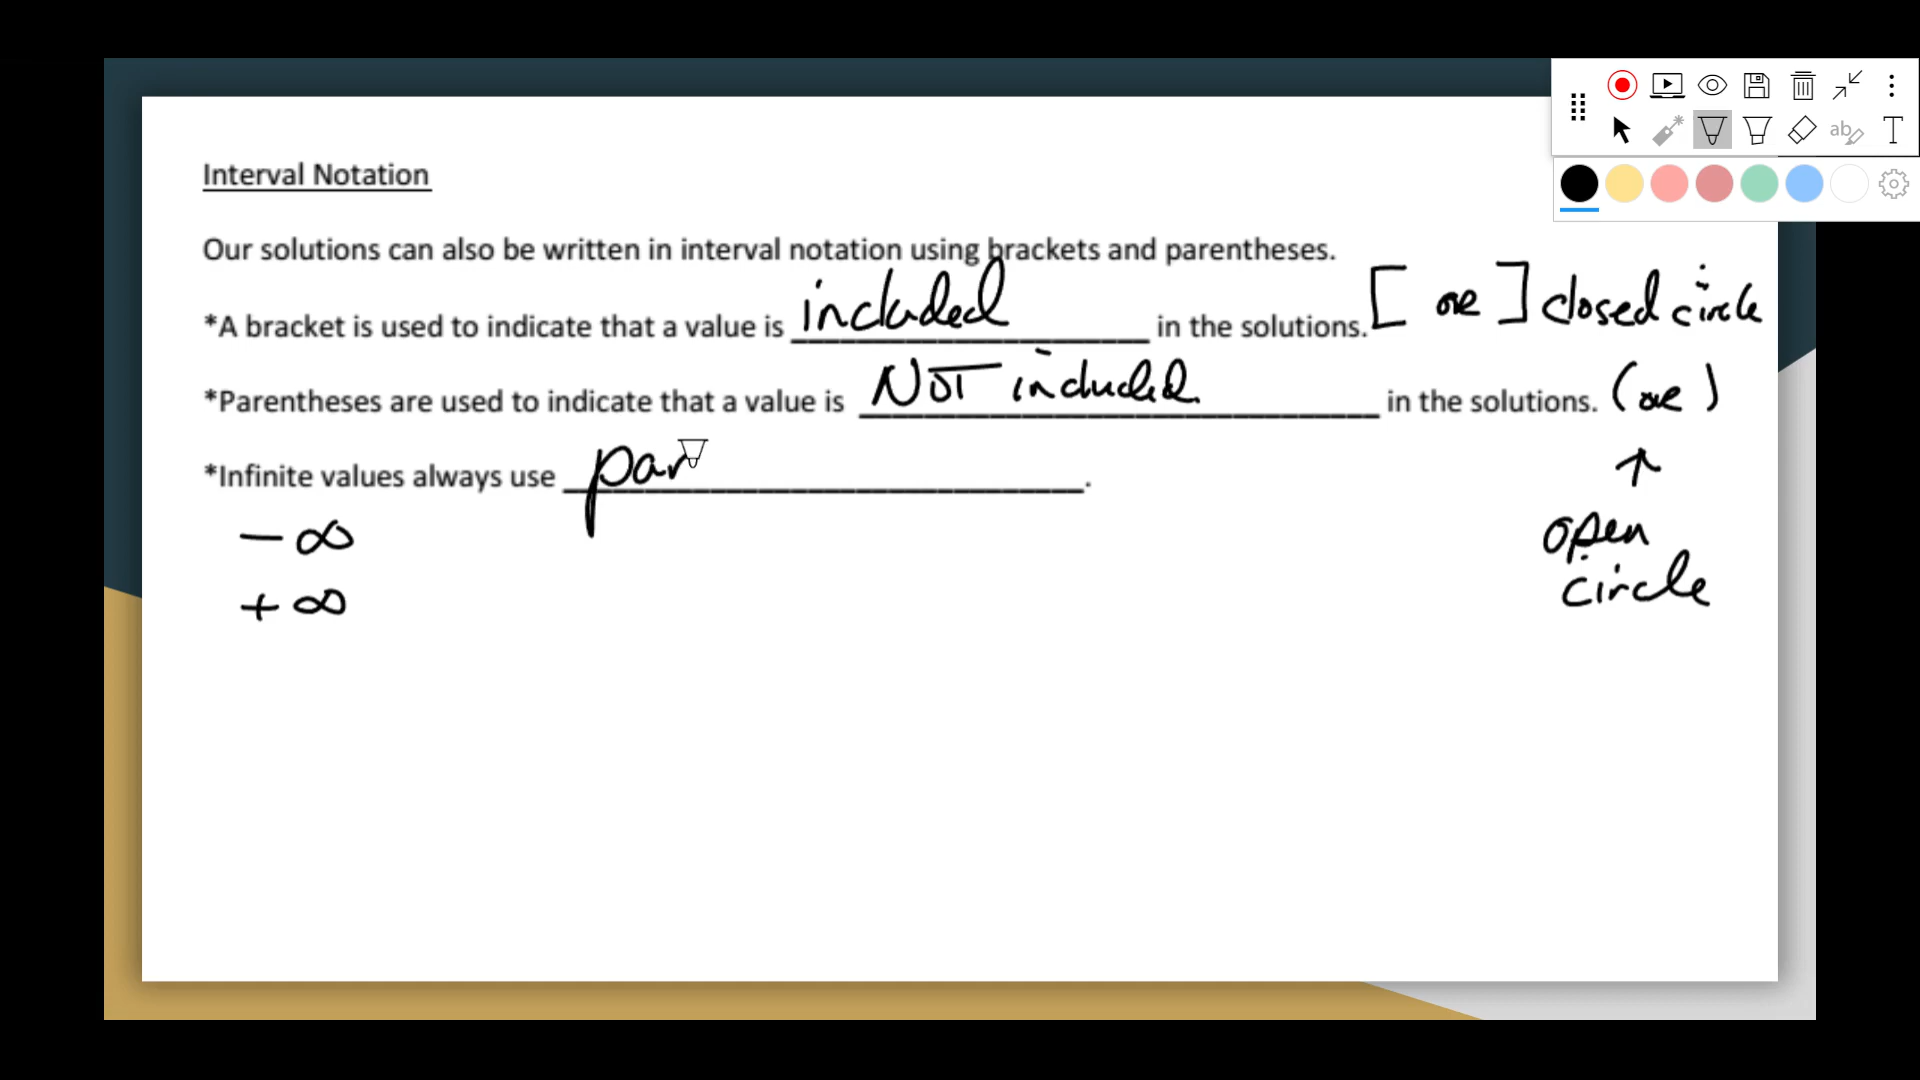 Interval Notation
Our solutions can also be written in interval notation using brackets and parentheses.
*A bracket is used to indicate that a value is included in the solutions. [ or ] closed circle
*Parentheses are used to indicate that a value is NOT included in the solutions. ( or )
*Infinite values always use par
open
circle
- ∞
+ ∞
ab
T